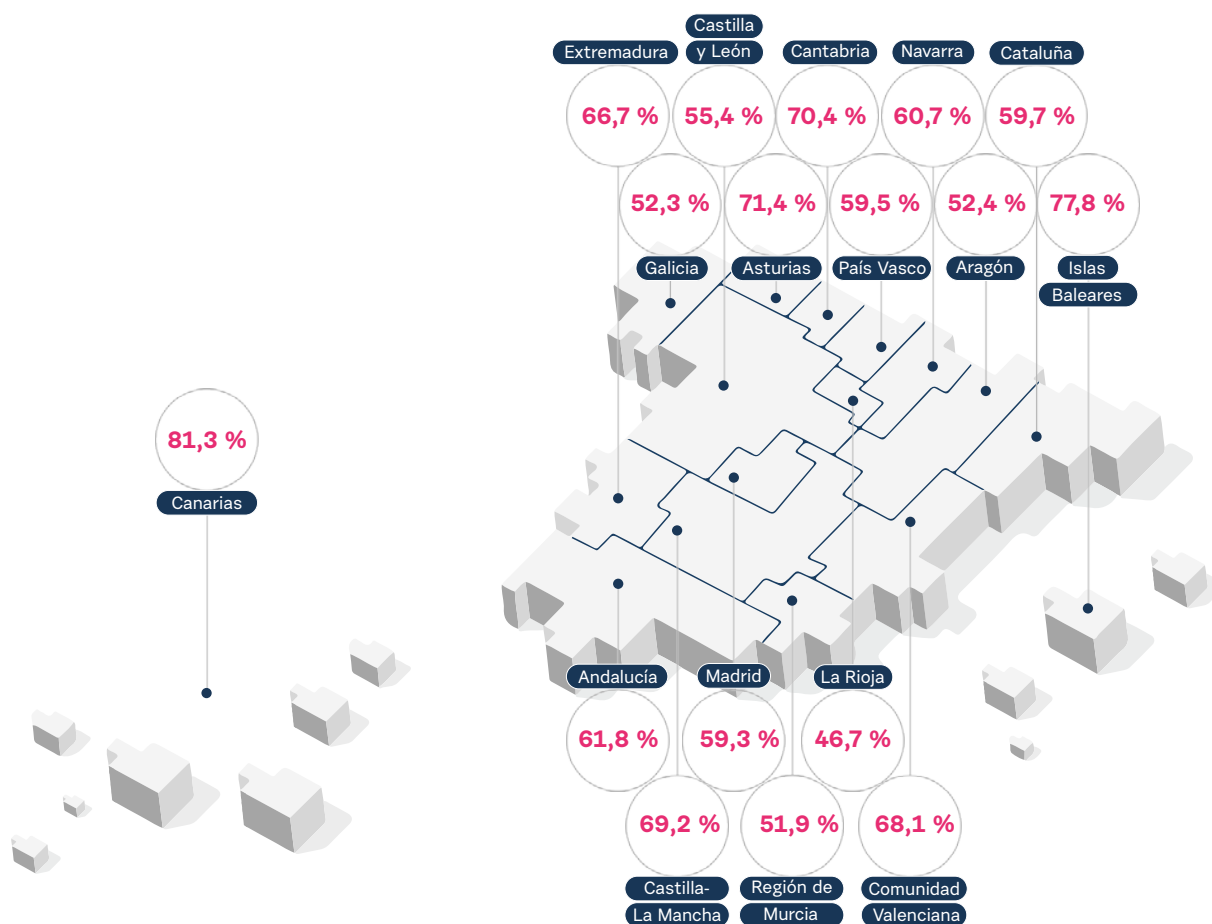 Castilla
Extremadura
y León
Cantabria
Navarra
Cataluña
66,7 %
55,4 %
70,4 %
60,7 %
59,7 %
52,3 %
71,4 %
59,5 %
52,4 %
77,8 %
Galicia
Asturias
País Vasco
Aragón
Islas
Baleares
81,3 %
Canarias
Andalucía
Madrid
La Rioja
61,8 %
59,3 %
46,7 %
69,2 %
51,9 %
68,1 %
Castilla-
La Mancha
Región de
Murcia
Comunidad
Valenciana